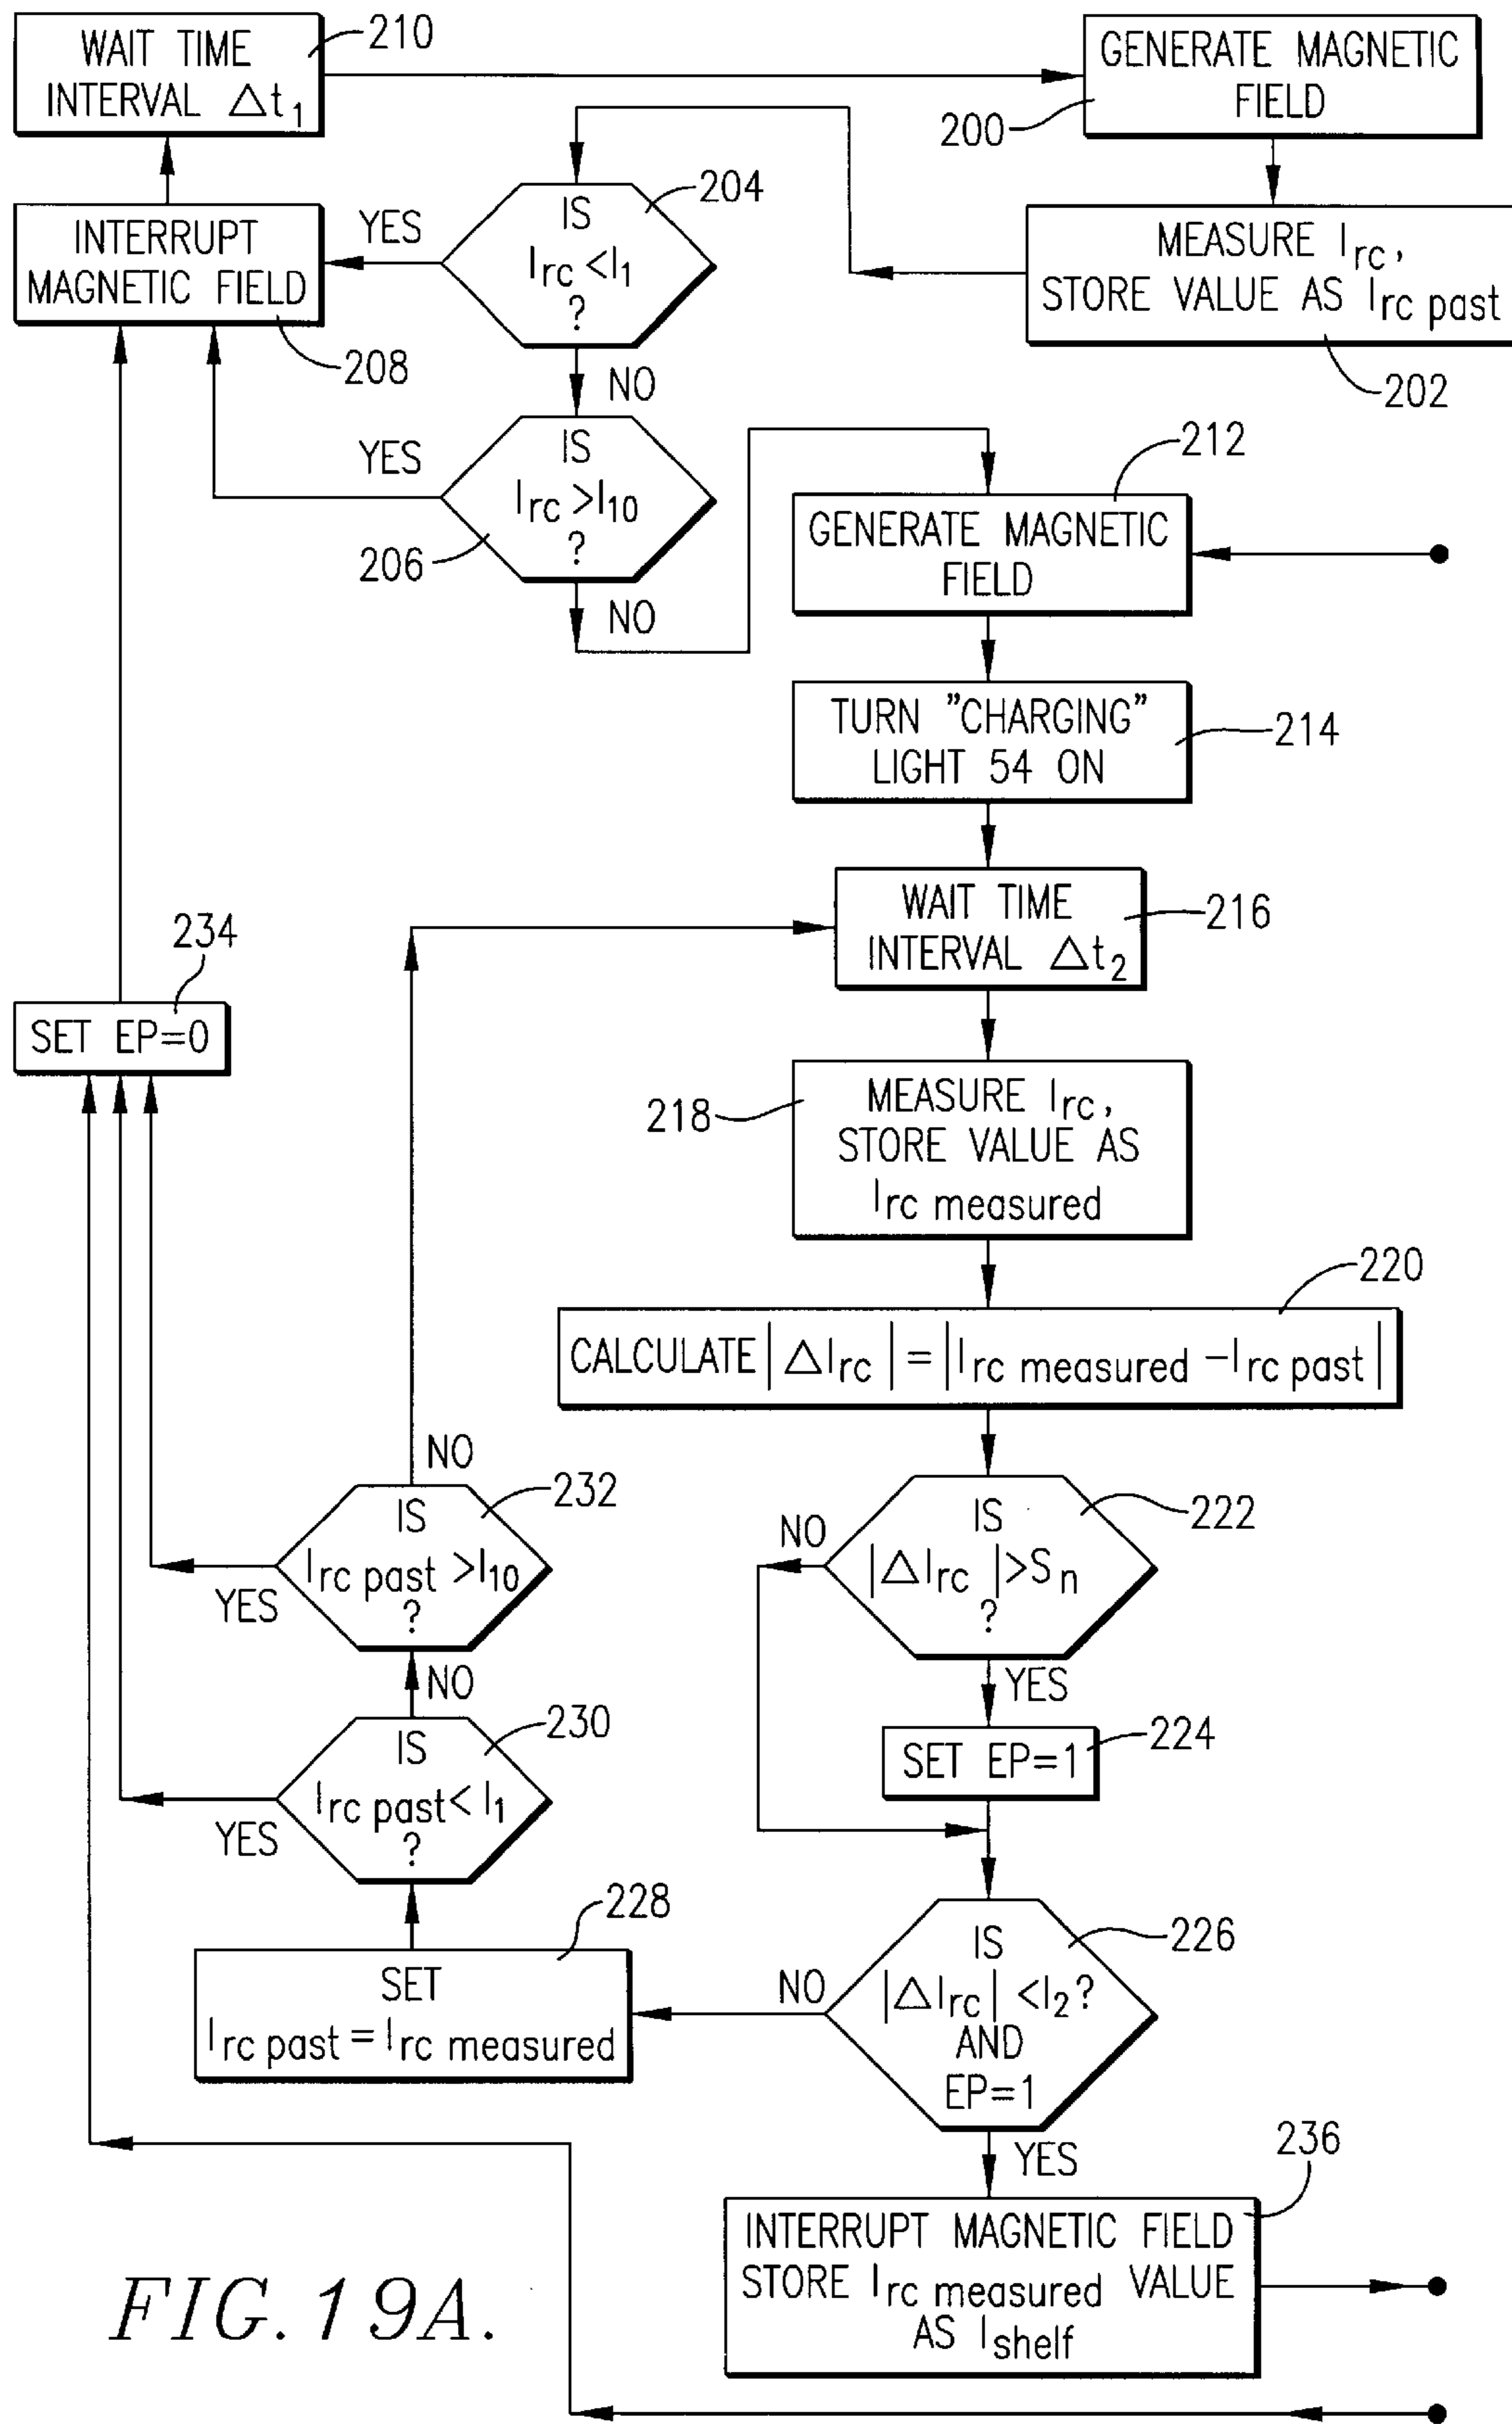 WAIT TIME
INTERVAL Δt1
210
GENERATE MAGNETIC
FIELD
200
INTERRUPT
MAGNETIC FIELD
208
YES
IS
Irc <I1
?
204
MEASURE Irc,
STORE VALUE AS Irc past
202
NO
YES
IS
Irc >I10
?
206
NO
212
GENERATE MAGNETIC
FIELD
TURN "CHARGING"
LIGHT 54 ON
214
WAIT TIME
INTERVAL Δt2
216
234
SET EP=0
218
MEASURE Irc,
STORE VALUE AS
Irc measured
220
CALCULATE |ΔIrc| = |Irc measured -Irc past|
NO
232
IS
Irc past >I10
?
YES
NO
222
IS
|ΔIrc|>Sn
?
YES
NO
230
IS
Irc past< I1
?
YES
SET EP=1
224
228
SET
Irc past = Irc measured
NO
226
IS
|ΔIrc| <I2?
AND
EP=1
YES
236
INTERRUPT MAGNETIC FIELD
STORE Irc measured VALUE
AS Ishelf
FIG. 19A.